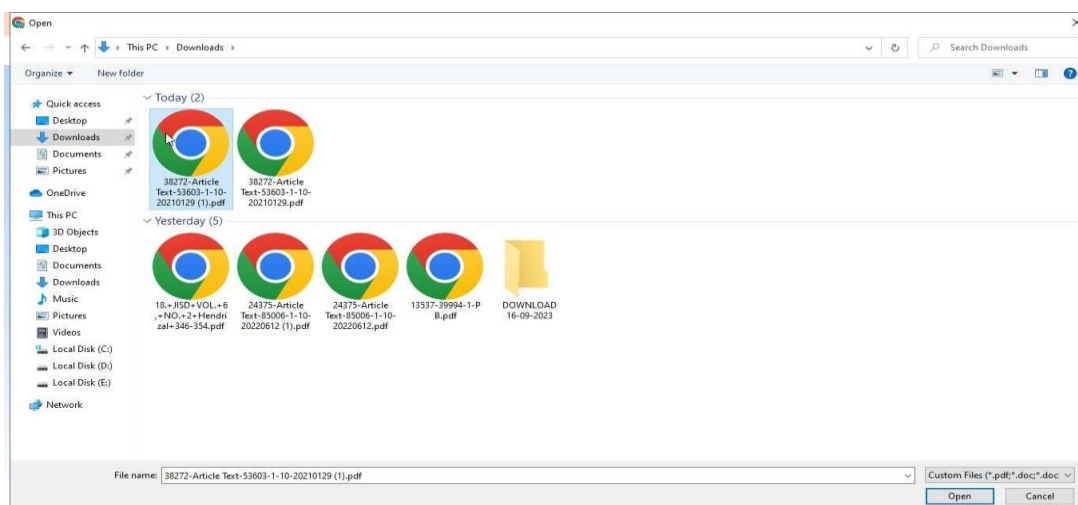 Open
This PC › Downloads ›
Search Downloads
Organize
New folder
Quick access
Desktop
Downloads
Documents
Pictures
OneDrive
This PC
3D Objects
Desktop
Documents
Downloads
Music
Pictures
Videos
Local Disk (C:)
Local Disk (D:)
Local Disk (E:)
Network
Today (2)
38272-Article
Text-53603-1-10-
20210129 (1).pdf
38272-Article
Text-53603-1-10-
20210129.pdf
Yesterday (5)
18.+JISD+VOL.+6
,+NO.+2+Hendri
zal+346-354.pdf
24375-Article
Text-85006-1-10-
20220612 (1).pdf
24375-Article
Text-85006-1-10-
20220612.pdf
13537-39994-1-P
B.pdf
DOWNLOAD
16-09-2023
File name: 38272-Article Text-53603-1-10-20210129 (1).pdf
Custom Files (*.pdf;*.doc;*.doc
Open
Cancel